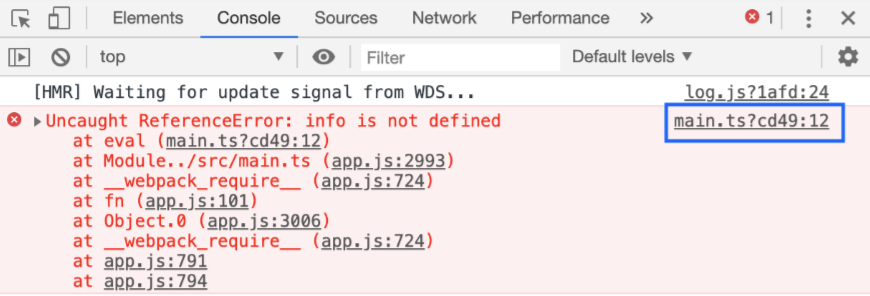 Elements Console Sources Network Performance » 1
top ▼ Filter Default levels ▼
[HMR] Waiting for update signal from WDS... log.js?1afd:24
▶Uncaught ReferenceError: info is not defined main.ts?cd49:12
at eval (main.ts?cd49:12)
at Module../src/main.ts (app.js:2993)
at __webpack_require__ (app.js:724)
at fn (app.js:101)
at Object.0 (app.js:3006)
at __webpack_require__ (app.js:724)
at app.js:791
at app.js:794